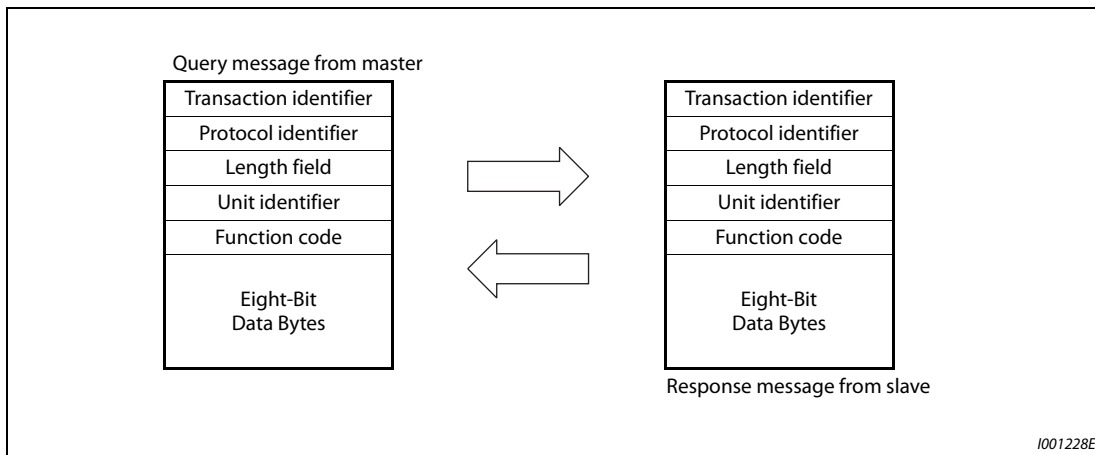 Query message from master
Transaction identifier
Protocol identifier
Length field
Unit identifier
Function code
Eight-Bit
Data Bytes
Transaction identifier
Protocol identifier
Length field
Unit identifier
Function code
Eight-Bit
Data Bytes
Response message from slave
I001228E